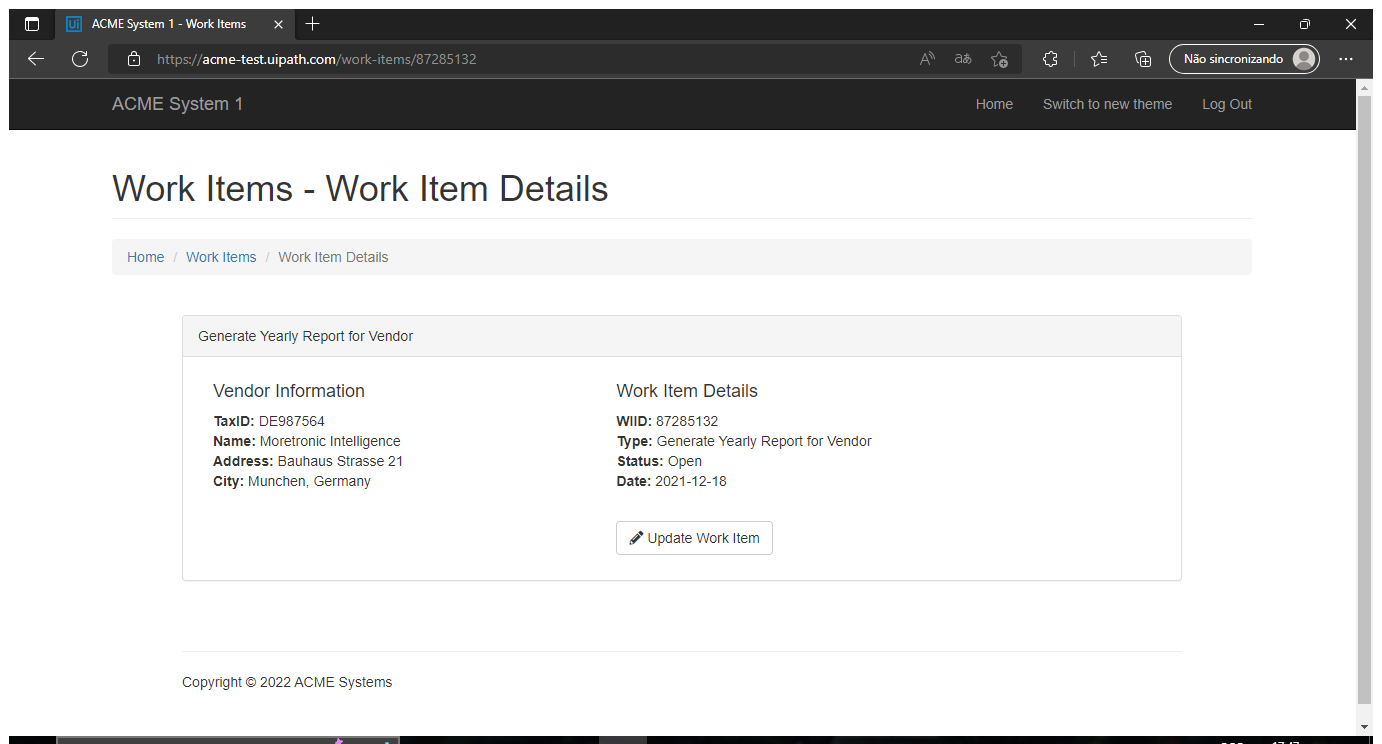 Ui ACME System 1 - Work Items
https://acme-test.uipath.com/work-items/87285132
Não sincronizando
ACME System 1 Home Switch to new theme Log Out
Work Items - Work Item Details
Home / Work Items / Work Item Details
Generate Yearly Report for Vendor
Vendor Information
TaxID: DE987564
Name: Moretronic Intelligence
Address: Bauhaus Strasse 21
City: Munchen, Germany
Work Item Details
WIID: 87285132
Type: Generate Yearly Report for Vendor
Status: Open
Date: 2021-12-18
Update Work Item
Copyright © 2022 ACME Systems